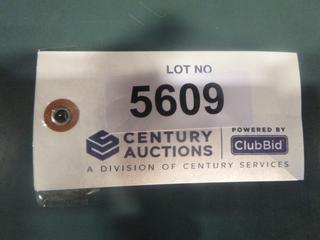 LOT NO
5609
CENTURY AUCTIONS
POWERED BY
ClubBid
A DIVISION OF CENTURY SERVICES